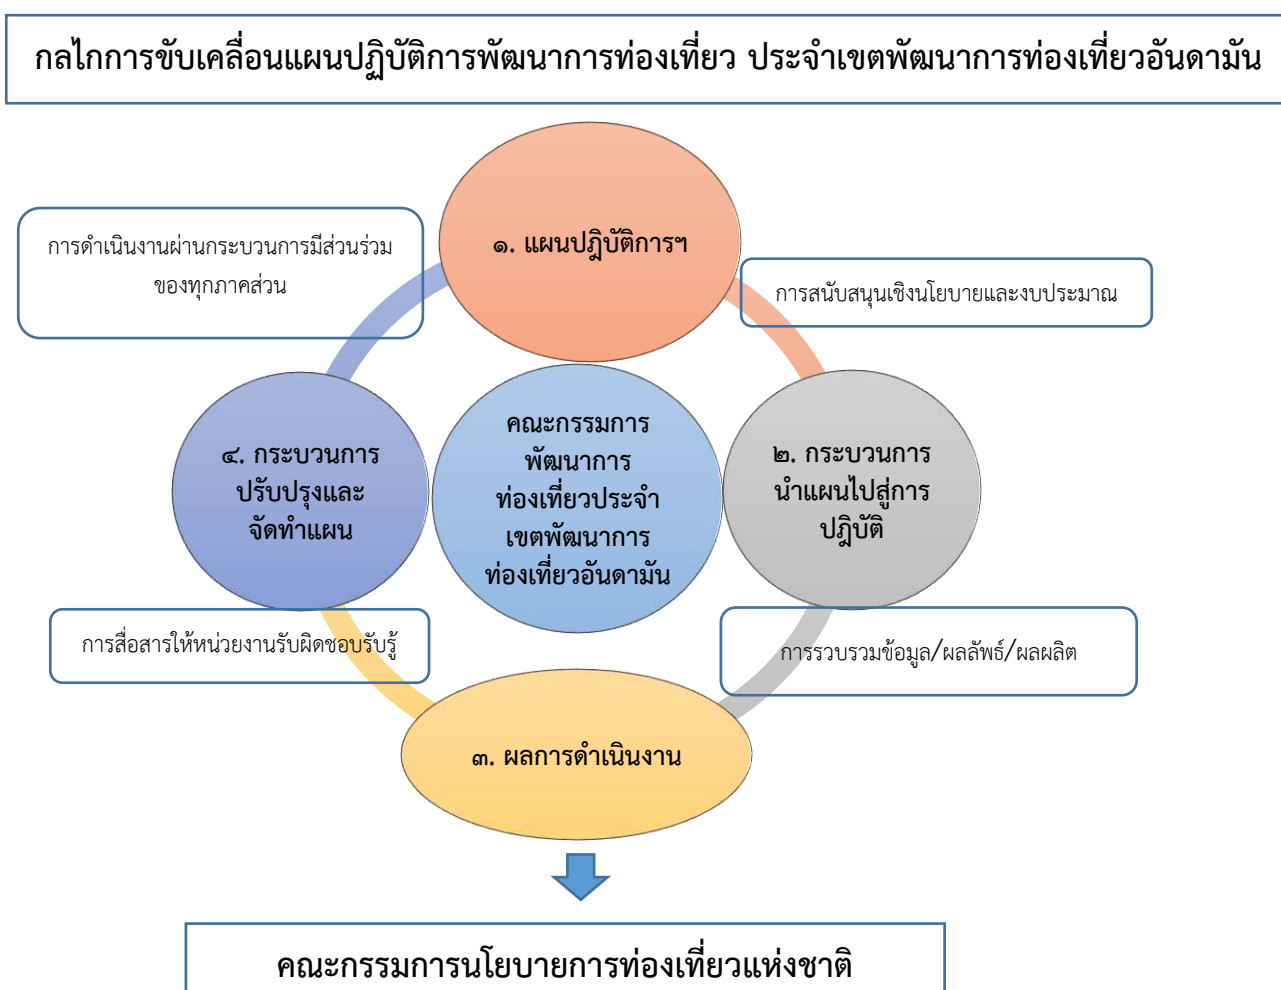 กลไกการขับเคลื่อนแผนปฏิบัติการพัฒนาการท่องเที่ยว ประจำเขตพัฒนาการท่องเที่ยวอันดามัน
๑. แผนปฎิบัติการฯ
การดำเนินงานผ่านกระบวนการมีส่วนร่วม
ของทุกภาคส่วน
การสนับสนุนเชิงนโยบายและงบประมาณ
๔. กระบวนการ
ปรับปรุงและ
จัดทำแผน
คณะกรรมการ
พัฒนาการ
ท่องเที่ยวประจำ
เขตพัฒนาการ
ท่องเที่ยวอันดามัน
๒. กระบวนการ
นำแผนไปสู่การ
ปฎิบัติ
การสื่อสารให้หน่วยงานรับผิดชอบรับรู้
การรวบรวมข้อมูล/ผลลัพธ์/ผลผลิต
๓. ผลการดำเนินงาน
คณะกรรมการนโยบายการท่องเที่ยวแห่งชาติ